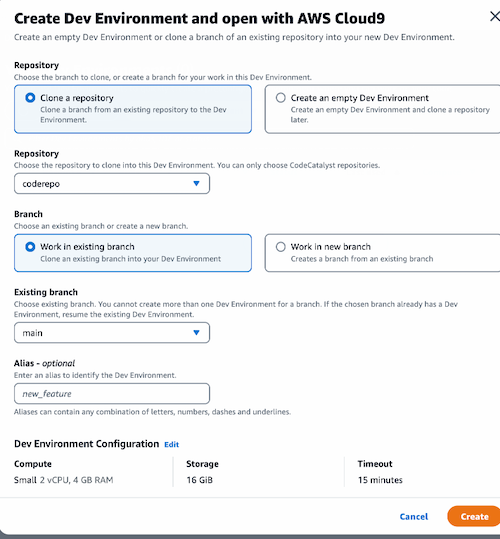 Create Dev Environment and open with AWS Cloud9
Create an empty Dev Environment or clone a branch of an existing repository into your new Dev Environment.
Repository
Choose the branch to clone, or create a branch for your work in this Dev Environment.
Clone a repository
Clone a branch from an existing repository to the Dev
Environment.
Create an empty Dev Environment
Create an empty Dev Environment and clone a repository
later.
Repository
Choose the repository to clone into this Dev Environment. You can only choose CodeCatalyst repositories.
coderepo
Branch
Choose an existing branch or create a new branch.
Work in existing branch
Clone an existing branch into your Dev Environment
Work in new branch
Creates a branch from an existing branch
Existing branch
Choose existing branch. You cannot create more than one Dev Environment for a branch. If the chosen branch already has a Dev
Environment, resume the existing Dev Environment.
main
Alias - optional
Enter an alias to identify the Dev Environment.
new_feature
Aliases can contain any combination of letters, numbers, dashes and underlines.
Dev Environment Configuration Edit
Compute
Small 2 vCPU, 4 GB RAM
Storage
16 GiB
Timeout
15 minutes
Cancel
Create